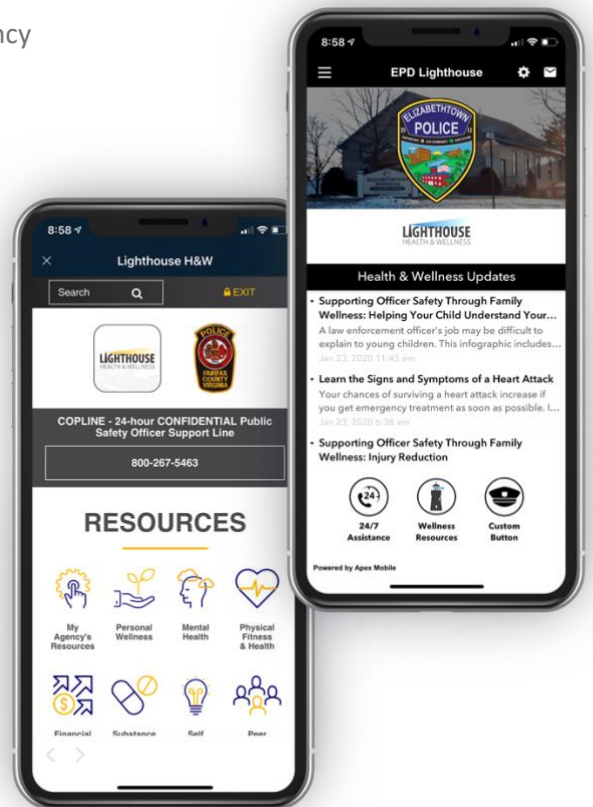 ncy
8:58
EPD Lighthouse
ELIZABETHTOWN
POLICE
LIGHTHOUSE
HEALTH & WELLNESS
Health & Wellness Updates
• Supporting Officer Safety Through Family
Wellness: Helping Your Child Understand Your...
A law enforcement officer's job may be difficult to
explain to young children. This infographic includes...
Jan 23, 2020 11:45 am
• Learn the Signs and Symptoms of a Heart Attack
Your chances of surviving a heart attack increase if
you get emergency treatment as soon as possible. I...
Jan 23, 2020 6:38 am
• Supporting Officer Safety Through Family
Wellness: Injury Reduction
24
24/7
Assistance
Wellness
Resources
Custom
Button
Powered by Apex Mobile
8:58
× Lighthouse H&W
Search
EXIT
LIGHTHOUSE
HEALTH & WELLNESS
POLICE
FAIRFAX
COUNTY
VIRGINIA
COPLINE - 24-hour CONFIDENTIAL Public
Safety Officer Support Line
800-267-5463
RESOURCES
My
Agency's
Resources
Personal
Wellness
Mental
Health
Physical
Fitness
& Health
$
Financial
Substance
Self
Peer